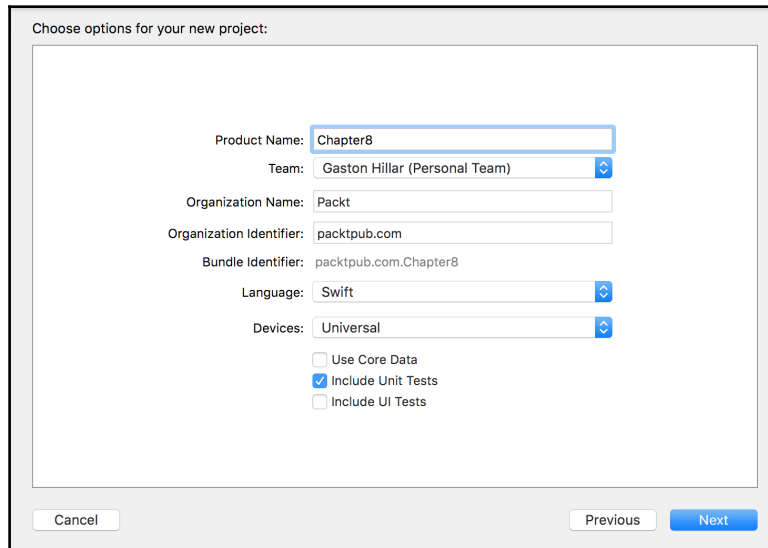 Choose options for your new project:
Product Name: Chapter8
Team: Gaston Hillar (Personal Team)
Organization Name: Packt
Organization Identifier: packtpub.com
Bundle Identifier: packtpub.com.Chapter8
Language: Swift
Devices: Universal
Use Core Data
Include Unit Tests
Include UI Tests
Cancel Previous Next